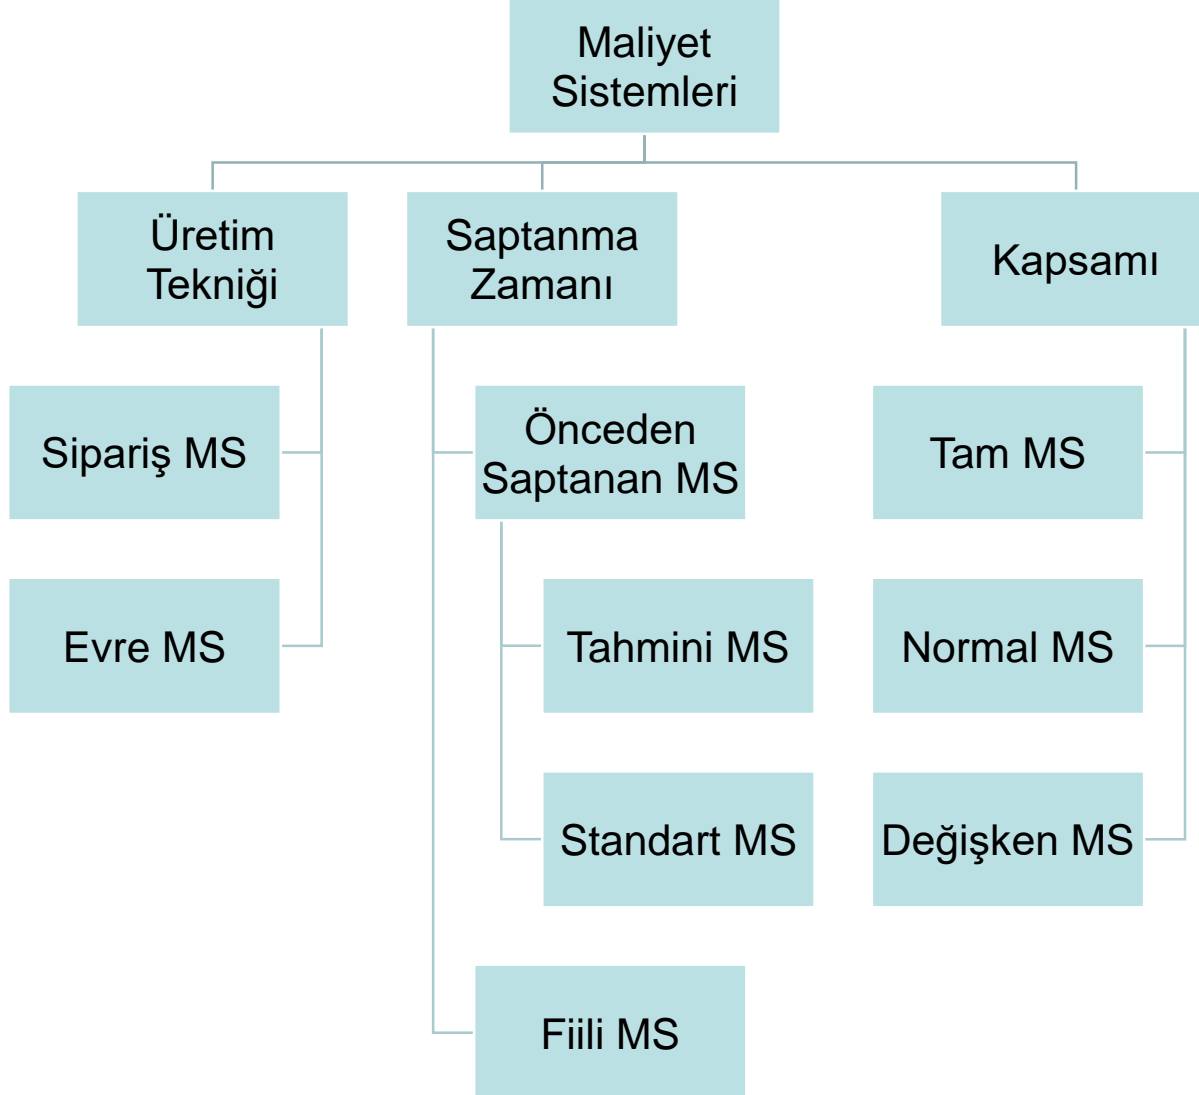 Maliyet
Sistemleri
Üretim
Tekniği
Saptanma
Zamanı
Kapsamı
Sipariş MS
Önceden
Saptanan MS
Tam MS
Evre MS
Tahmini MS
Normal MS
Standart MS
Değişken MS
Fiili MS